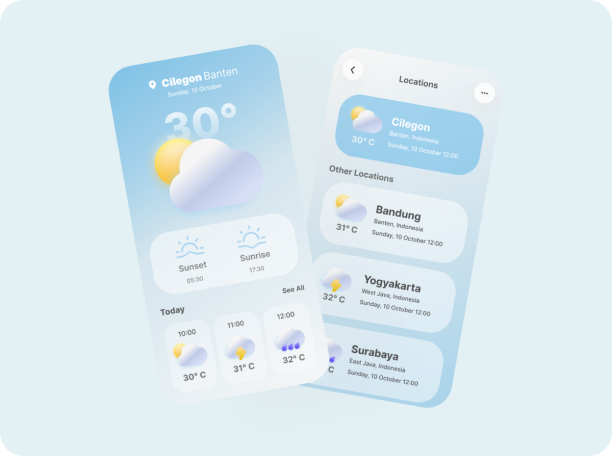 Cilegon Banten
Sunday, 10 October
30°
Sunset
05:30
Sunrise
17:30
Today
See All
10:00
30° C
11:00
31° C
12:00
32° C
Locations
Cilegon
Banten, Indonesia
Sunday, 10 October 12:00
30° C
Other Locations
Bandung
Banten, Indonesia
Sunday, 10 October 12:00
31° C
Yogyakarta
West Java, Indonesia
Sunday, 10 October 12:00
32° C
Surabaya
East Java, Indonesia
Sunday, 10 October 12:00
C